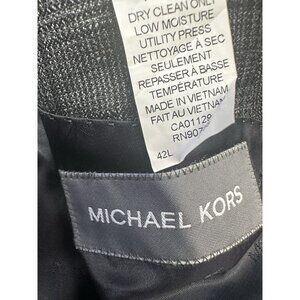 DRY CLEAN ONLY
LOW MOISTURE
UTILITY PRESS
NETTOYAGE À SEC
SEULEMENT
REPASSER À BASSE
TEMPÉRATURE
MADE IN VIETNAM
FAIT AU VIETNAM
CA01129
42L
MICHAEL KORS